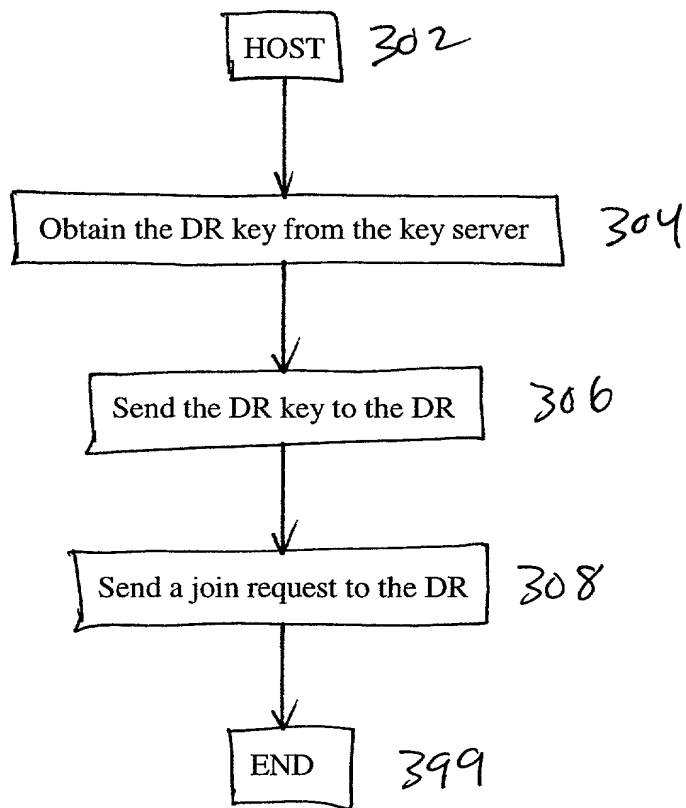 HOST 302
Obtain the DR key from the key server 304
Send the DR key to the DR 306
Send a join request to the DR 308
END 399